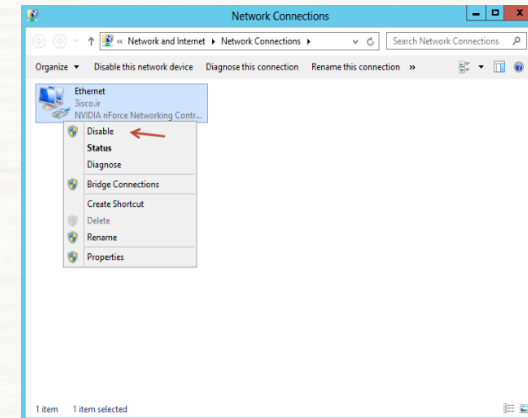 Network Connections
« Network and Internet ▸ Network Connections ▸
Search Network Connections
Organize ▾ Disable this network device Diagnose this connection Rename this connection »
Ethernet
3isco.ir
NVIDIA nForce Networking Contr...
Disable
Status
Diagnose
Bridge Connections
Create Shortcut
Delete
Rename
Properties
1 item 1 item selected